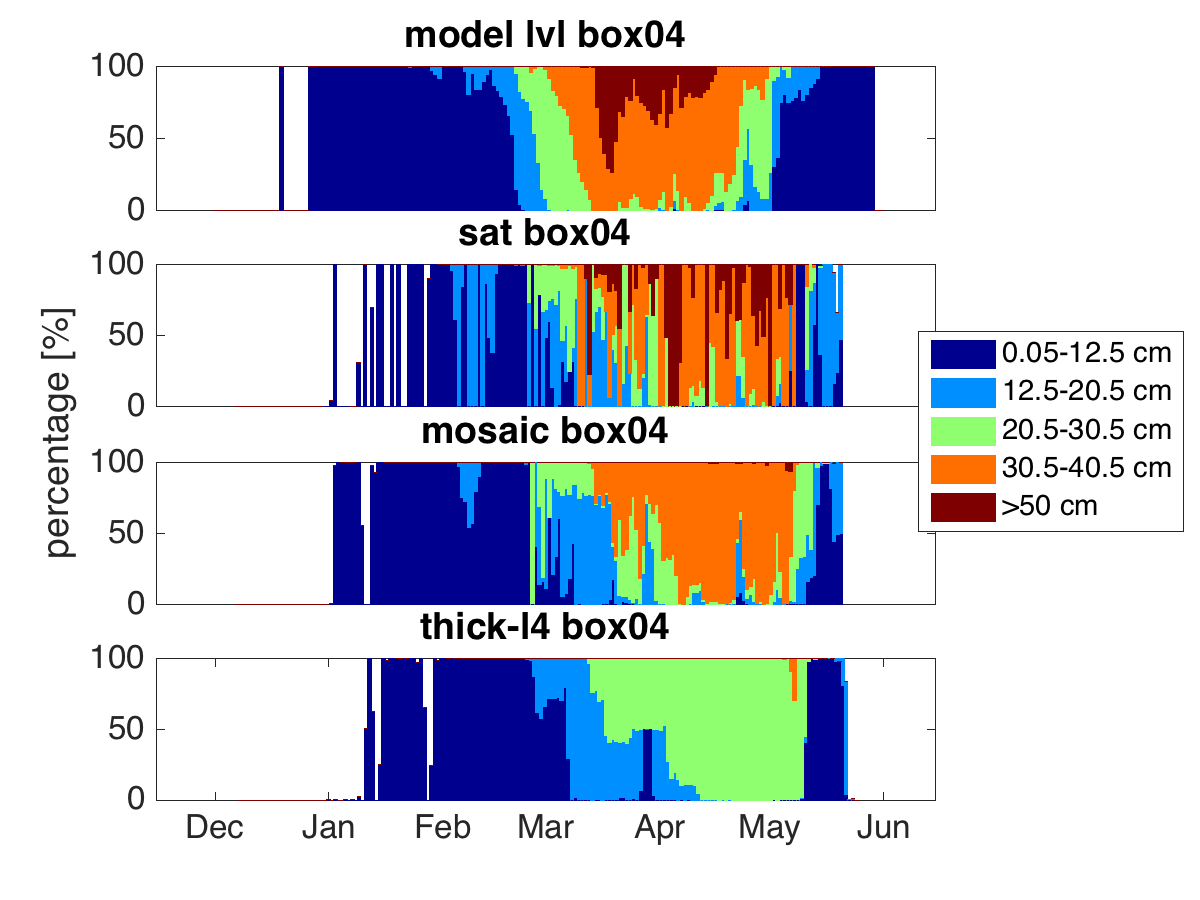 model lvl box04
100
50
0
sat box04
100
50
0
mosaic box04
100
50
0
thick-l4 box04
100
50
0
Dec Jan Feb Mar Apr May Jun
percentage [%]
0.05-12.5 cm
12.5-20.5 cm
20.5-30.5 cm
30.5-40.5 cm
>50 cm